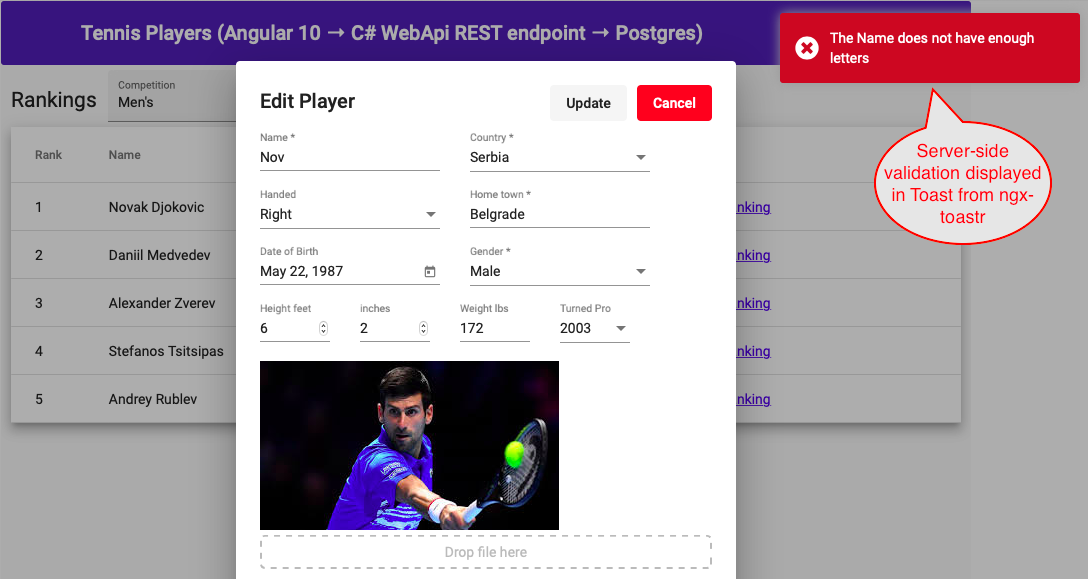 Tennis Players (Angular 10 → C# WebApi REST endpoint → Postgres)
The Name does not have enough
letters
Rankings
Competition
Men's
Rank
Name
1
Novak Djokovic
nking
2
Daniil Medvedev
nking
3
Alexander Zverev
nking
4
Stefanos Tsitsipas
nking
5
Andrey Rublev
nking
Edit Player
Update
Cancel
Name *
Nov
Country *
Serbia
Handed
Right
Home town *
Belgrade
Date of Birth
May 22, 1987
Gender *
Male
Height feet
6
inches
2
Weight lbs
172
Turned Pro
2003
Drop file here
Server-side
validation displayed
in Toast from ngx-
toastr